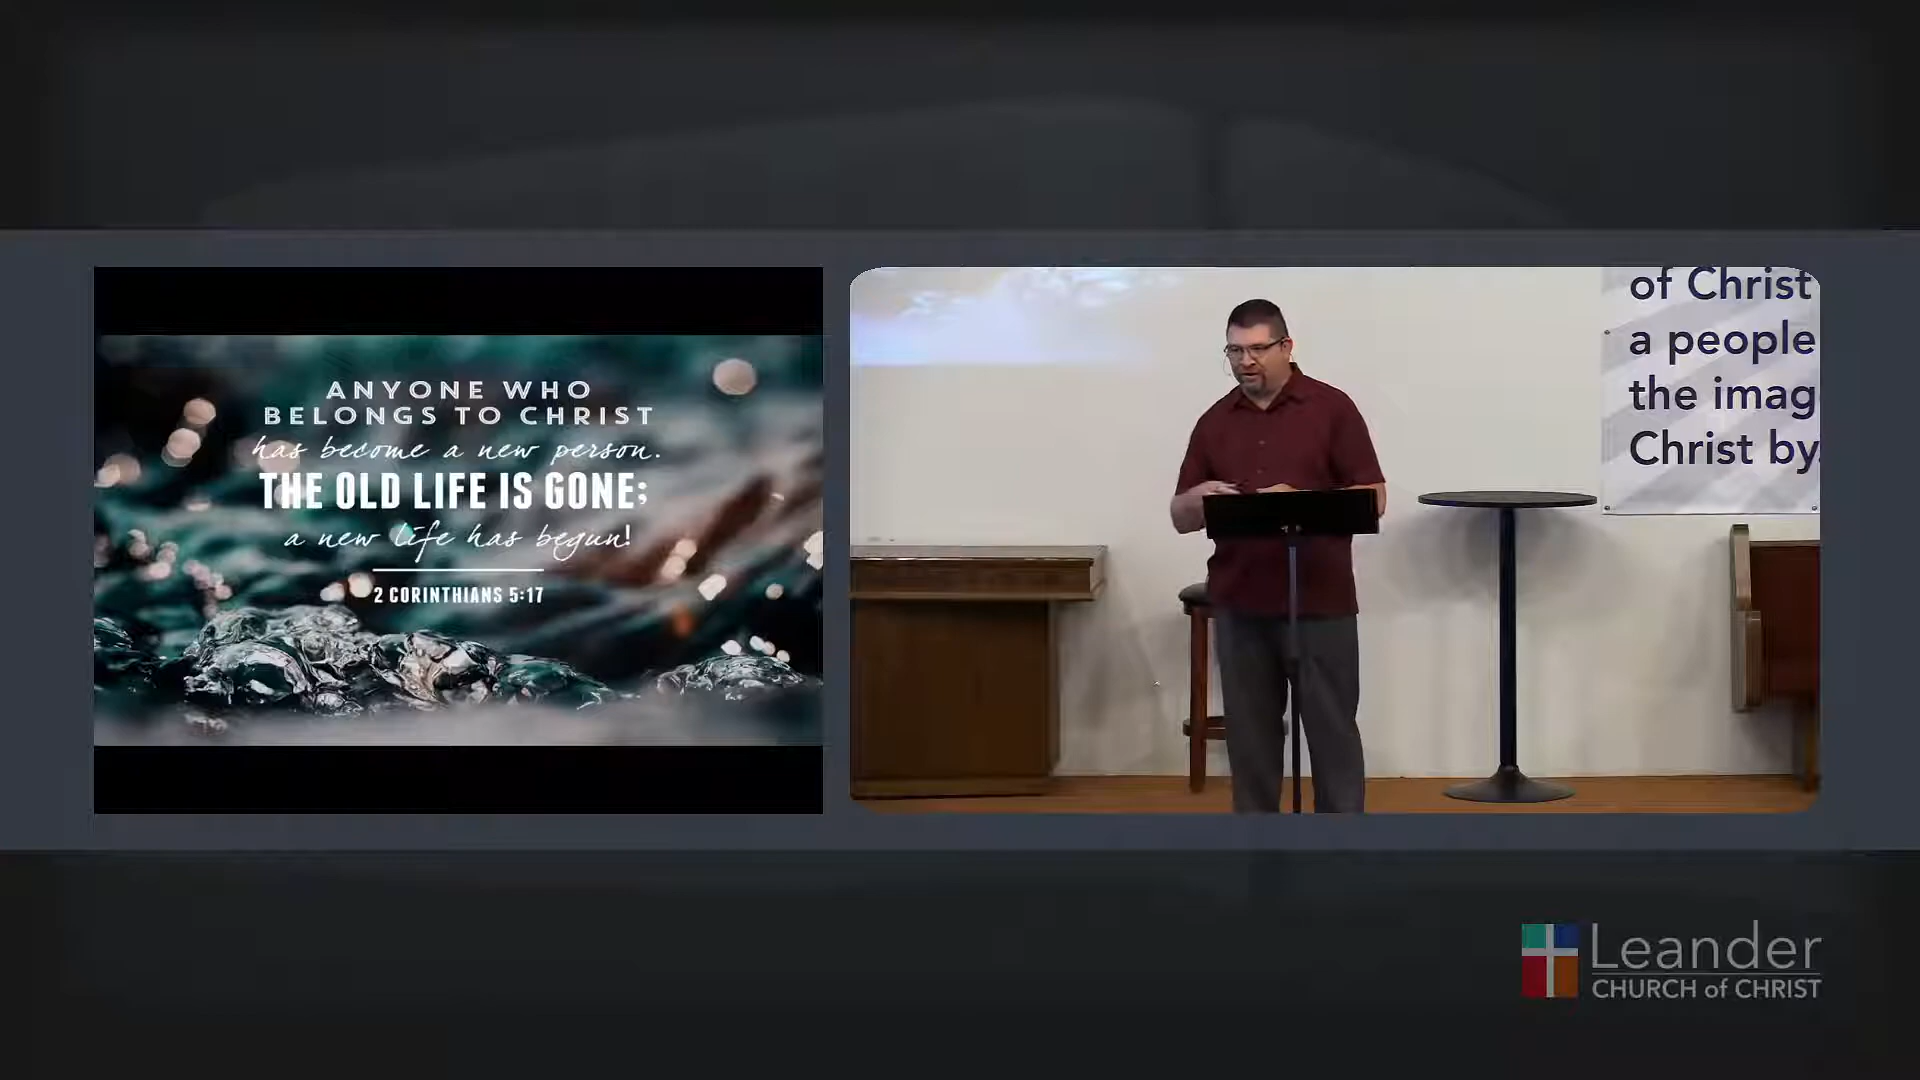 ANYONE WHO
BELONGS TO CHRIST
has become a new person.
THE OLD LIFE IS GONE;
a new life has begun!
2 CORINTHIANS 5:17
of Christ
a people
the imag
Christ by
Leander
CHURCH of CHRIST